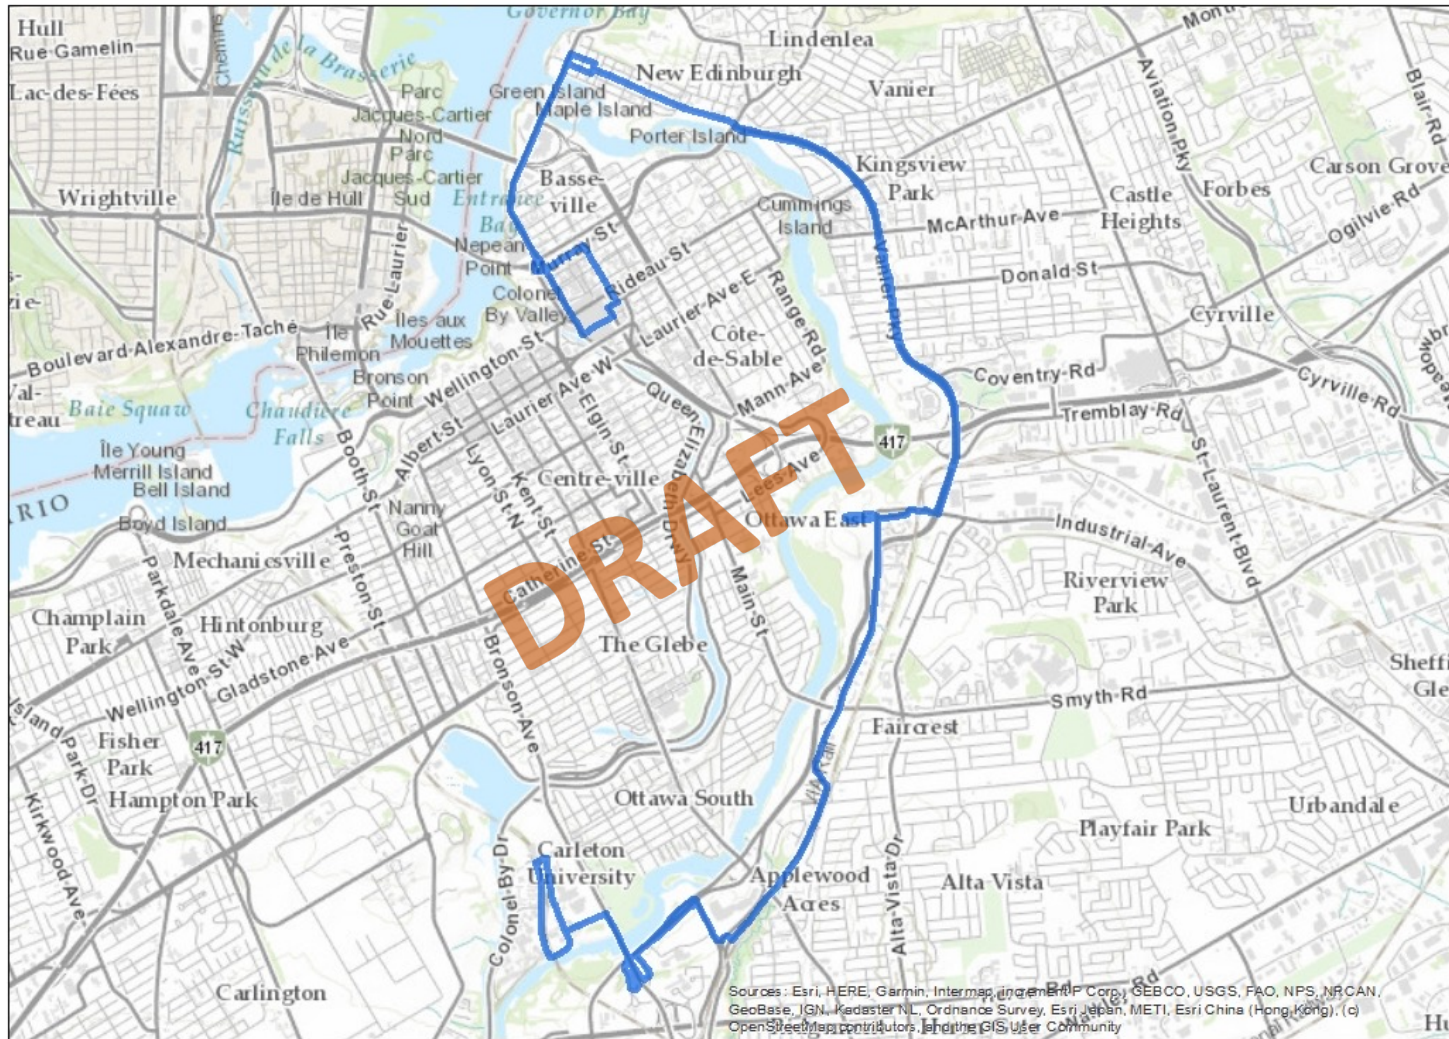 Governor Bay
Hull
Rue Gamelin
Chemins
Ruisseau de la Brasserie
Lac-des-Fées
Lindenlea
New Edinburgh
Vanier
Aviation-Pky
Blair-Rd
Parc
Jacques-Cartier
Nord
Green Island
Maple Island
Porter Island
Parc
Jacques-Cartier
Sud
Wrightville
Île de Hull
Entrance
Bay
Basse-
ville
Kingsview
Park
Carson Grove
Castle
Heights
Forbes
Ogilvie-Rd
Cummings
Island
McArthur-Ave
Nepean
Point
Murray-St
Rideau-St
Vanier-Pky
Donald-St
Colonel
By Valley
Rue-Laurier
Îles aux
Mouettes
Laurier-Ave-E
Range-Rd
Côte-
de-Sable
Cyrville
Boulevard-Alexandre-Taché
Île
Philemon
Bronson
Point
Wellington-St
Laurier-Ave-W
Queen-Elizabeth-Drwy
Mann-Ave
Coventry-Rd
Cyrville-Rd
Baie Squaw
Chaudière
Falls
Albert-St
Elgin-St
Tremblay-Rd
417
Île Young
Merrill Island
Bell Island
Boyd Island
Booth-St
Lyon-St-N
Kent-St
Centre-ville
Lees-Ave
St-Laurent-Blvd
Nanny
Goat
Hill
Ottawa East
Industrial-Ave
DRAFT
Mechanicsville
Preston-St
Catherine-St
Main-St
Riverview
Park
Parkdale-Ave
Champlain
Park
Hintonburg
Wellington-St-W
Gladstone-Ave
Bronson-Ave
The Glebe
Smyth-Rd
Island-Park-Dr
Fisher
Park
417
Faircrest
Hampton Park
Kirkwood-Ave
Ottawa South
VIA-Rail
Playfair Park
Urbandale
Colonel-By-Dr
Carleton
University
Applewood
Acres
Alta-Vista-Dr
Alta Vista
Carlington
Walkley-Rd
Sources: Esri, HERE, Garmin, Intermap, increment P Corp., GEBCO, USGS, FAO, NPS, NRCAN,
GeoBase, IGN, Kadaster NL, Ordnance Survey, Esri Japan, METI, Esri China (Hong Kong), (c)
OpenStreetMap contributors, and the GIS User Community